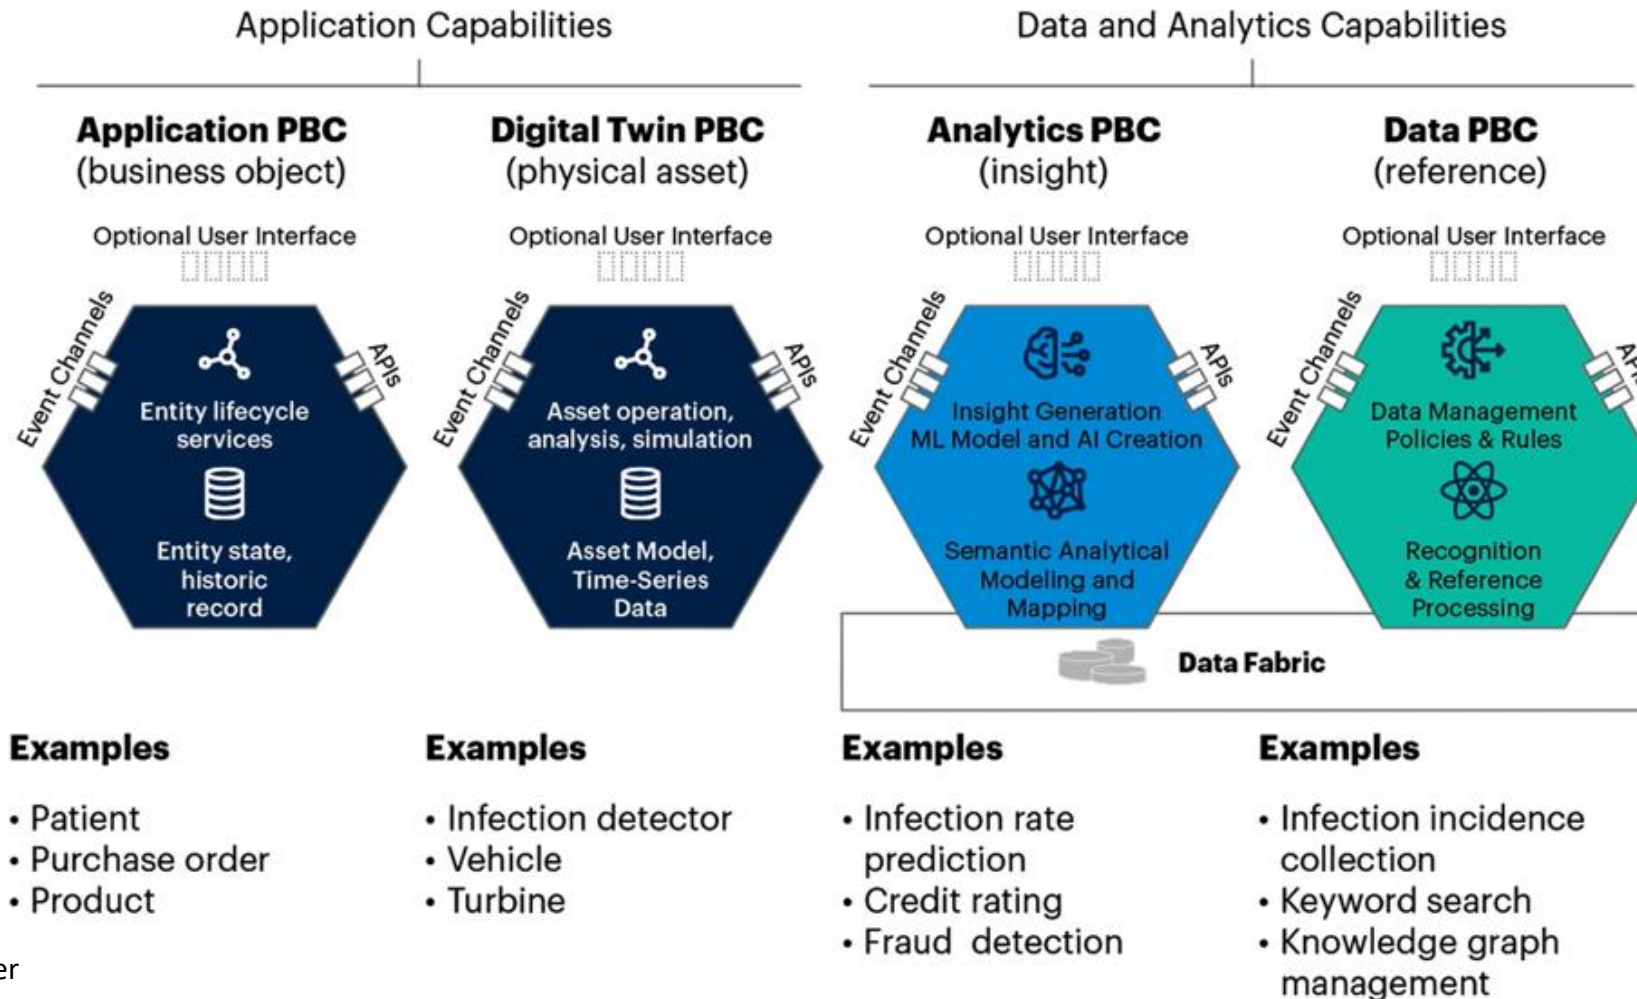 Application Capabilities
Data and Analytics Capabilities
Application PBC
(business object)
Digital Twin PBC
(physical asset)
Analytics PBC
(insight)
Data PBC
(reference)
Optional User Interface
Optional User Interface
Optional User Interface
Optional User Interface
Event Channels
APIs
Entity lifecycle
services
Entity state,
historic
record
Event Channels
APIs
Asset operation,
analysis, simulation
Asset Model,
Time-Series
Data
Event Channels
APIs
Insight Generation
ML Model and AI Creation
Semantic Analytical
Modeling and
Mapping
Event Channels
Data Management
Policies & Rules
Recognition
& Reference
Processing
Data Fabric
Examples
• Patient
• Purchase order
• Product
Examples
• Infection detector
• Vehicle
• Turbine
Examples
• Infection rate
prediction
• Credit rating
• Fraud detection
Examples
• Infection incidence
collection
• Keyword search
• Knowledge graph
management